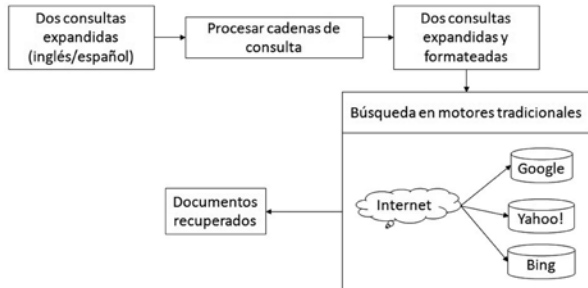 Dos consultas
expandidas
(inglés/español)
Procesar cadenas de
consulta
Dos consultas
expandidas y
formateadas
Búsqueda en motores tradicionales
Google
Internet
Yahoo!
Bing
Documentos
recuperados